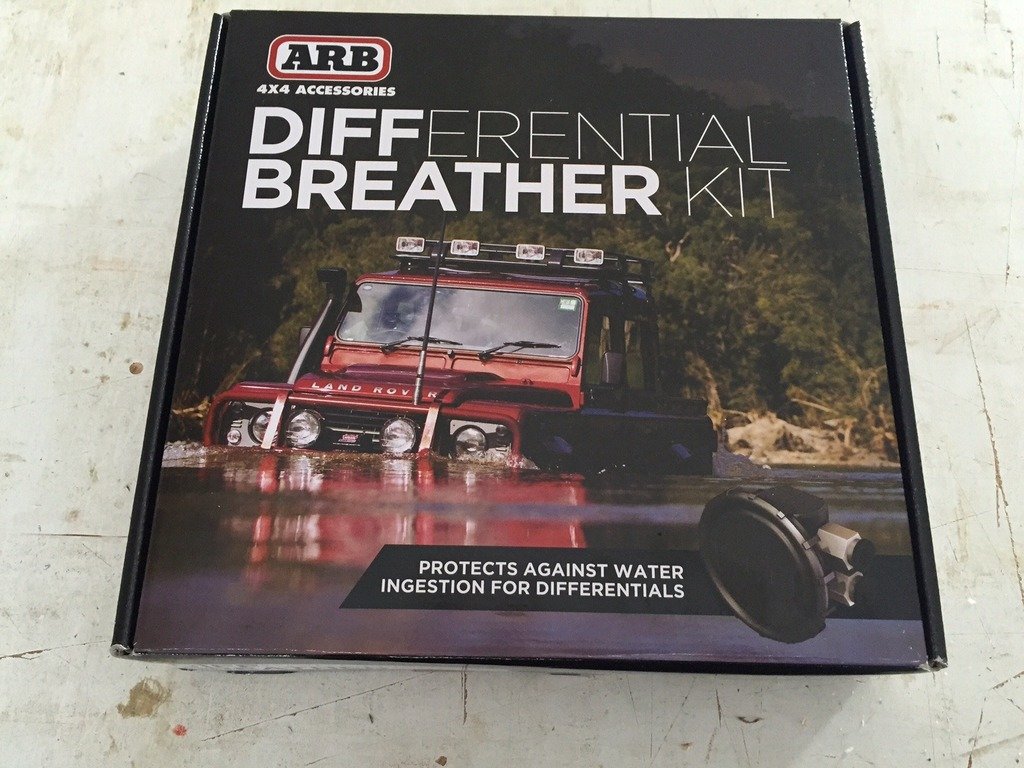 ARB
4X4 ACCESSORIES
DIFFERENTIAL
BREATHER KIT
LAND ROVER
PROTECTS AGAINST WATER
INGESTION FOR DIFFERENTIALS